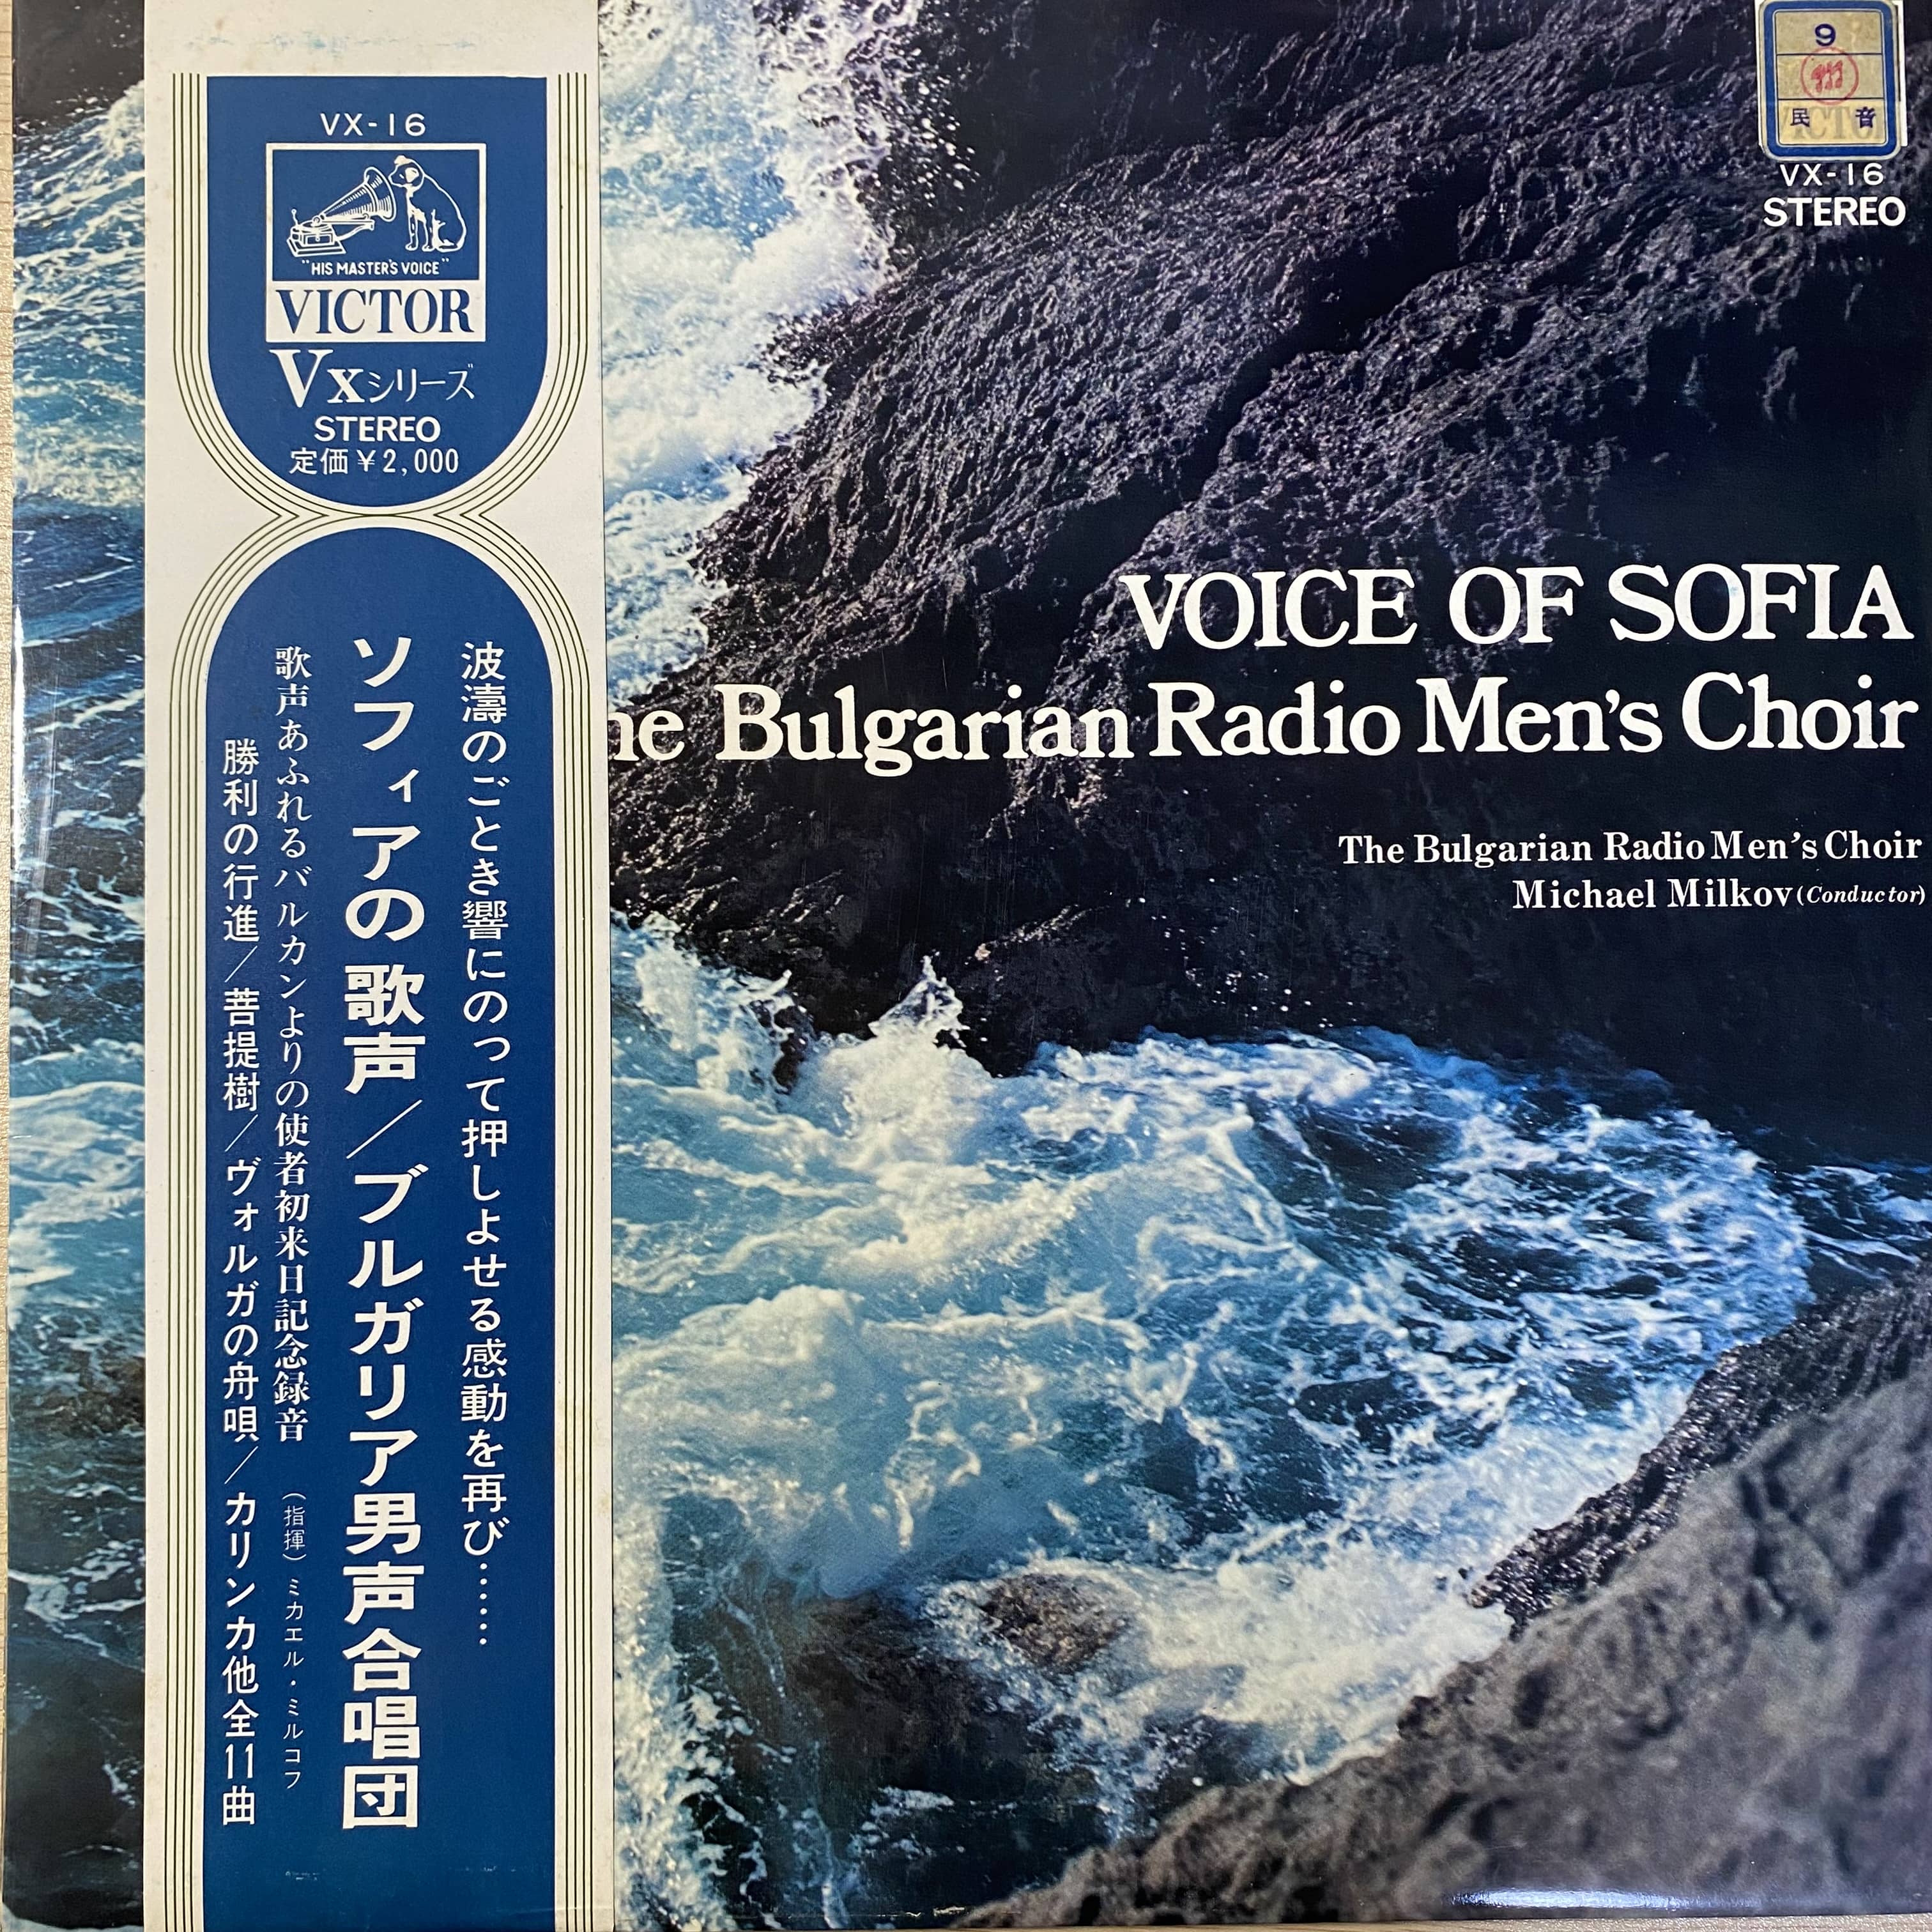 VX-16
"HIS MASTER'S VOICE"
VICTOR
Vxシリーズ
STEREO
定価¥2,000
波濤のごとき響にのって押しよせる感動を再び……
ソフィアの歌声/ブルガリア男声合唱団
歌声あふれるバルカンよりの使者初来日記念録音 (指揮)ミカエル・ミルコフ
勝利の行進/菩提樹/ヴォルガの舟唄/カリンカ他全11曲
9
民音
VX-16
STEREO
VOICE OF SOFIA
he Bulgarian Radio Men's Choir
The Bulgarian Radio Men's Choir
Michael Milkov (Conductor)